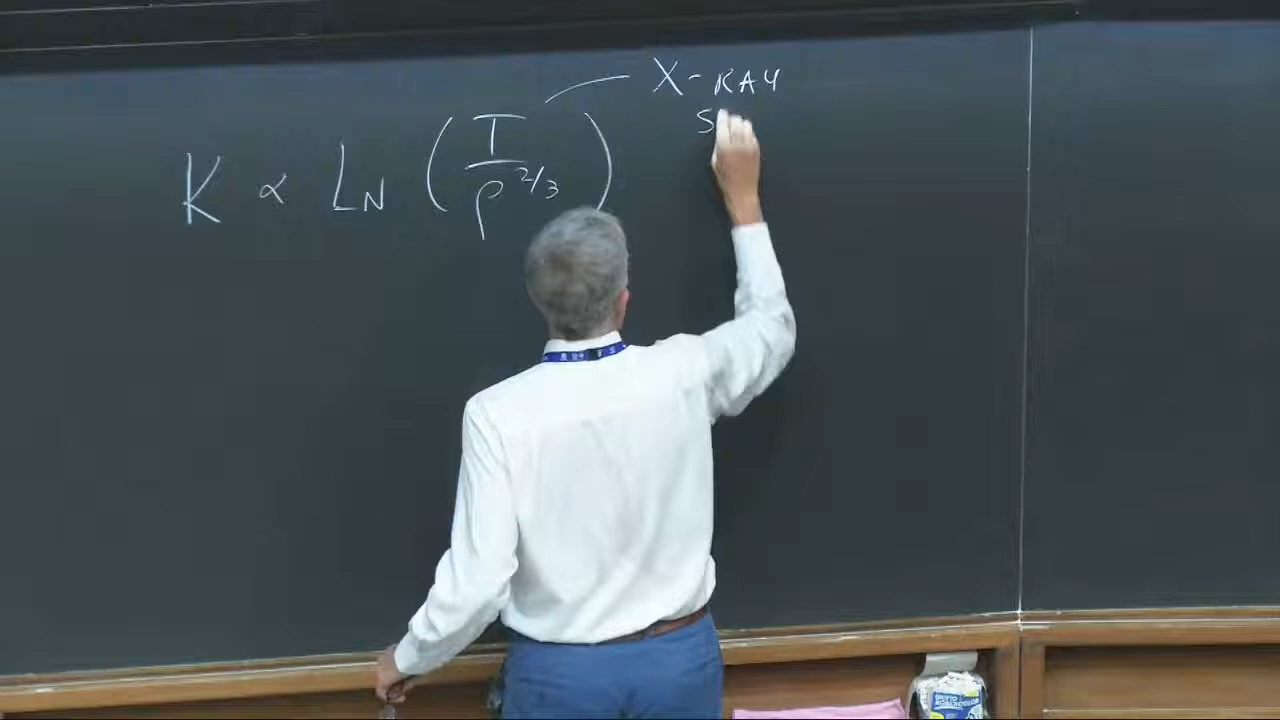 K ∝ LN ( T / ρ^2/3 )
X-RAY
S